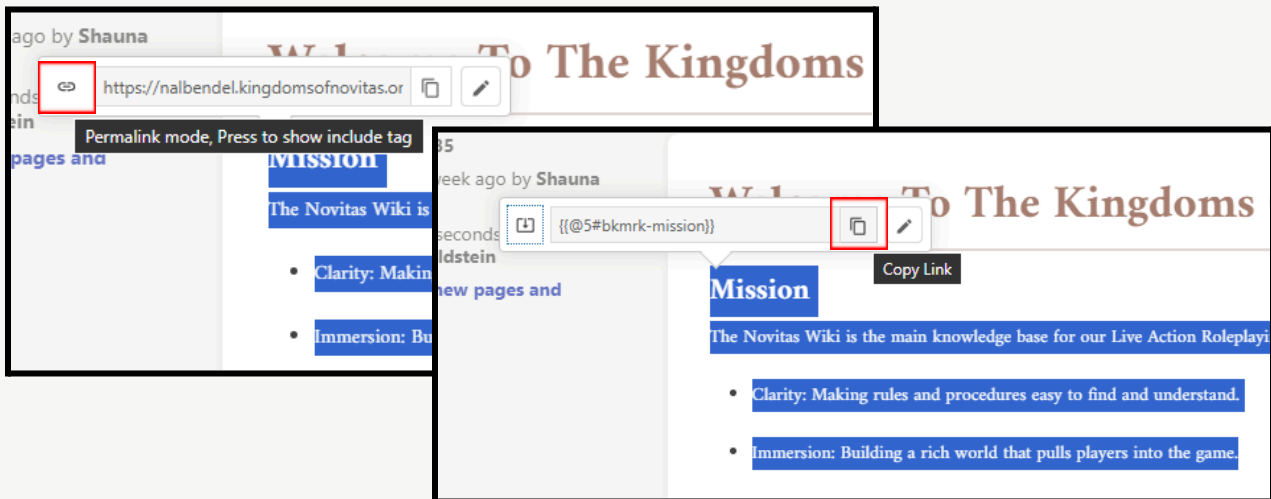 ago by Shauna
Welcome To The Kingdoms
nds
https://nalbendel.kingdomsofnovitas.or
ein
Permalink mode, Press to show include tag
pages and
Mission
The Novitas Wiki is
Clarity: Makin
Immersion: Bu
35
week ago by Shauna
Welcome To The Kingdoms
{{@5#bkmrk-mission}}
seconds
ldstein
Copy Link
new pages and
Mission
The Novitas Wiki is the main knowledge base for our Live Action Roleplayi
Clarity: Making rules and procedures easy to find and understand.
Immersion: Building a rich world that pulls players into the game.